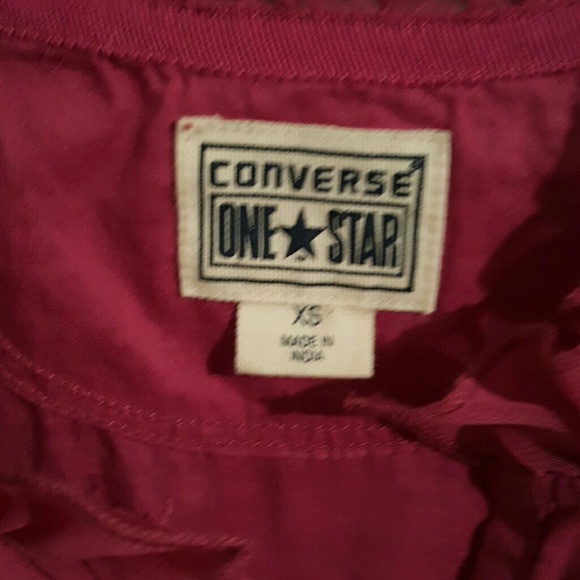 CONVERSE®
ONE ★ STAR
XS
MADE IN
INDIA